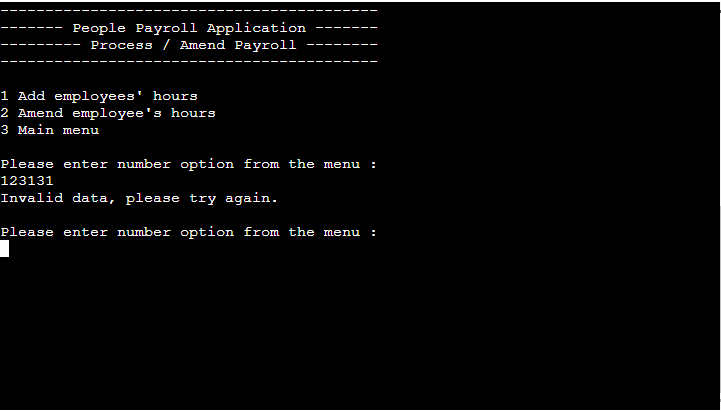 ------------------------------------------
------- People Payroll Application -------
--------- Process / Amend Payroll --------
------------------------------------------
1 Add employees' hours
2 Amend employee's hours
3 Main menu
Please enter number option from the menu :
123131
Invalid data, please try again.
Please enter number option from the menu :